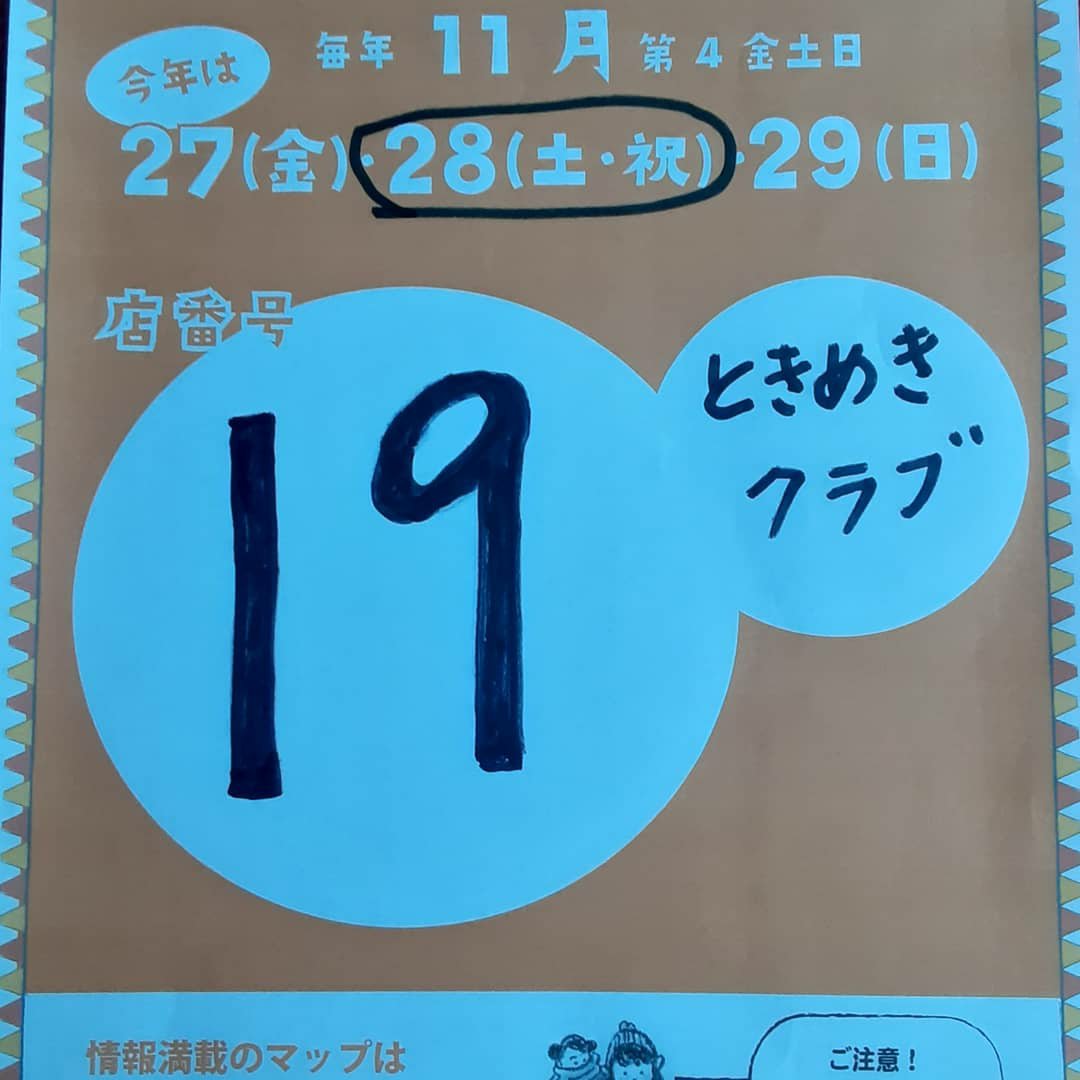 今年は
毎年 11月 第4金土日
27(金)・28(土・祝)・29(日)
店番号
19
ときめき
クラブ
情報満載のマップは
ご注意！